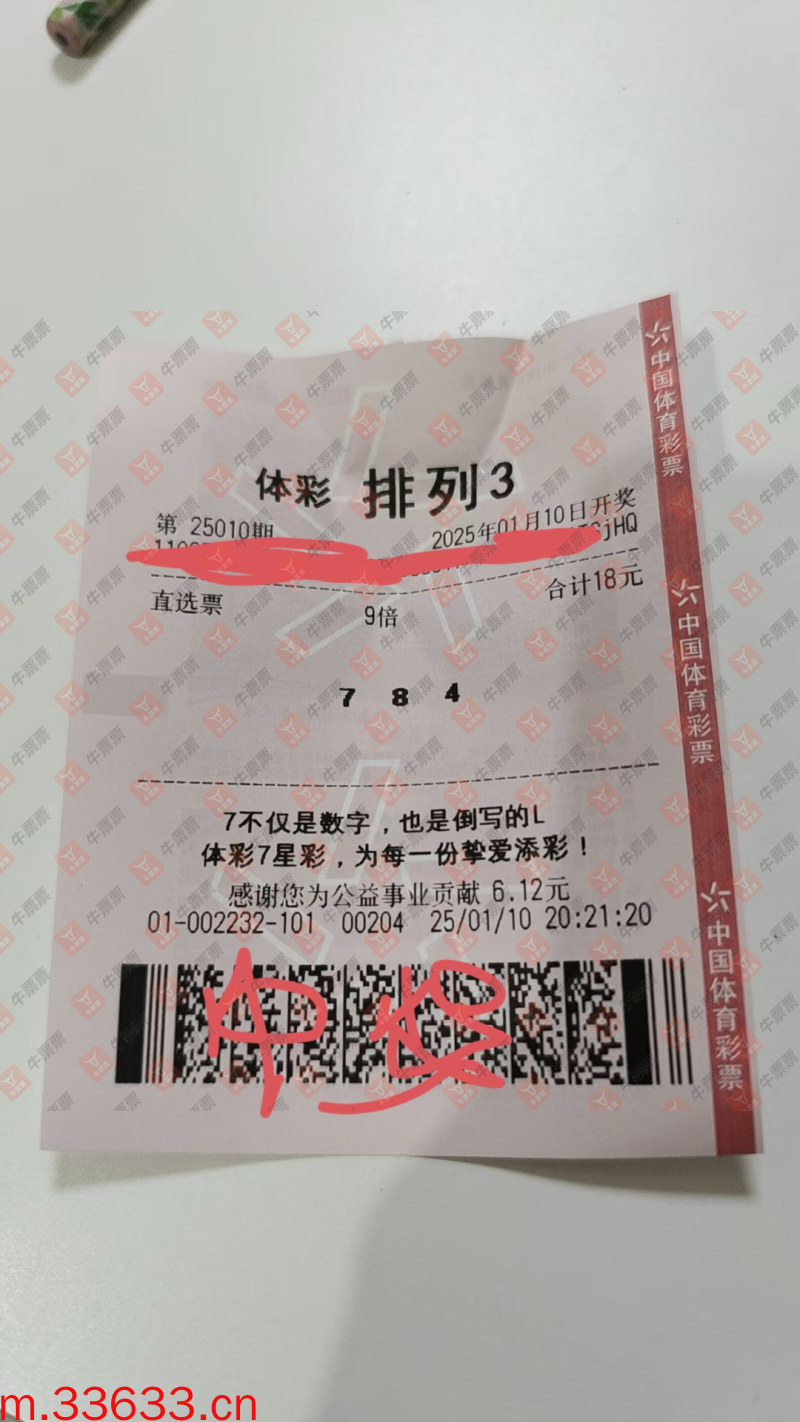 体彩 排列3
第 25010期 2025年01月10日开奖
jHQ
直选票 9倍 合计18元
7 8 4
7不仅是数字，也是倒写的L
体彩7星彩，为每一份挚爱添彩！
感谢您为公益事业贡献 6.12元
01-002232-101 00204 25/01/10 20:21:20
中奖
中国体育彩票
中国体育彩票
中国体育彩票
牛票票
m.33633.cn